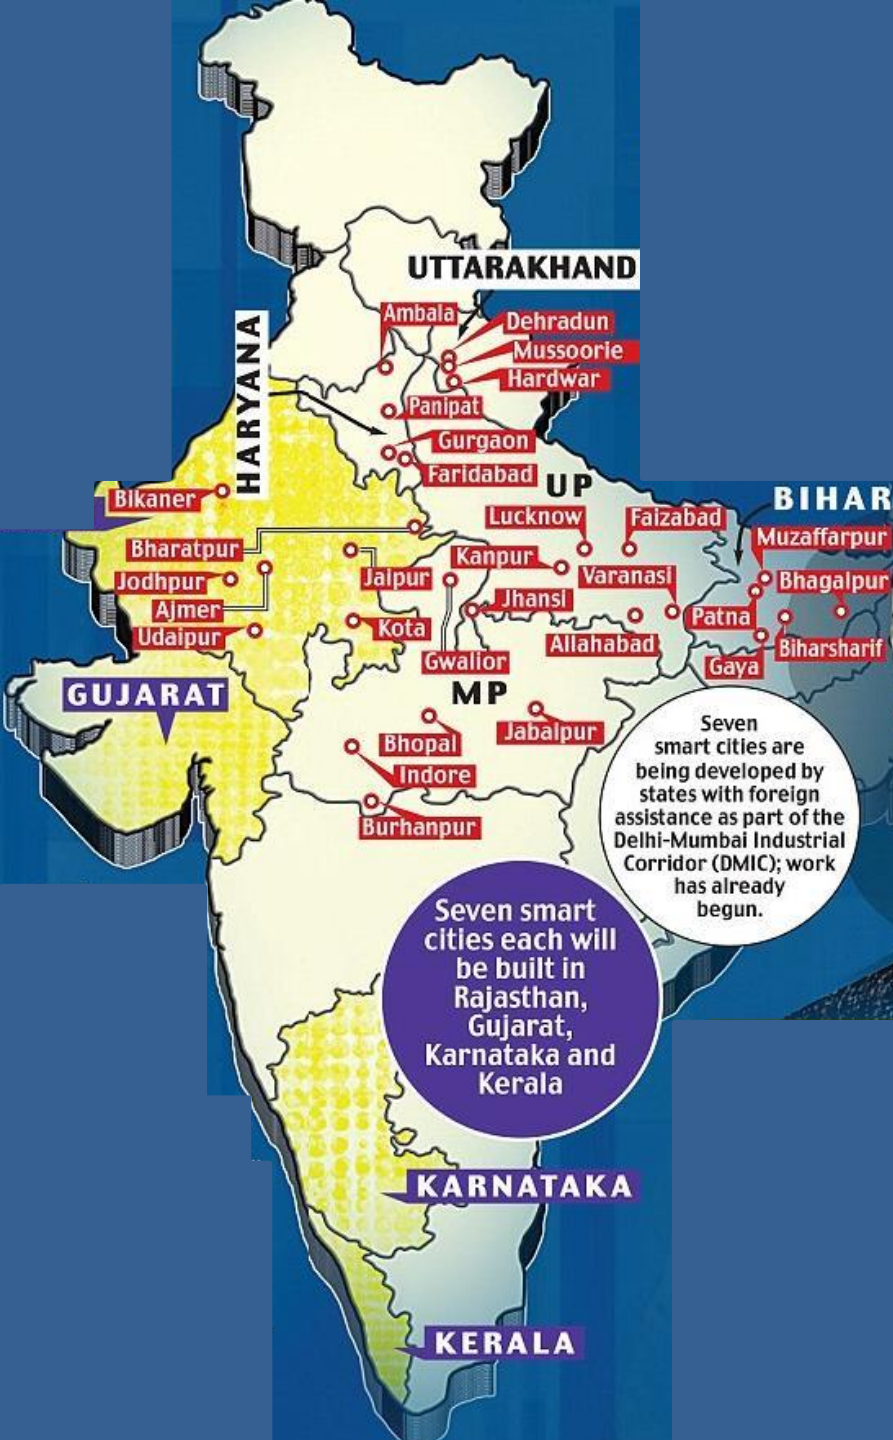 UTTARAKHAND
Ambala
Dehradun
Mussoorie
Hardwar
HARYANA
Panipat
Gurgaon
Faridabad
Bikaner
UP
BIHAR
Lucknow
Faizabad
Muzaffarpur
Bharatpur
Kanpur
Varanasi
Bhagalpur
Jodhpur
Jaipur
Jhansi
Ajmer
Patna
Udaipur
Kota
Allahabad
Biharsharif
Gwalior
Gaya
GUJARAT
MP
Jabalpur
Bhopal
Indore
Burhanpur
Seven
smart cities are
being developed by
states with foreign
assistance as part of the
Delhi-Mumbai Industrial
Corridor (DMIC); work
has already
begun.
Seven smart
cities each will
be built in
Rajasthan,
Gujarat,
Karnataka and
Kerala
KARNATAKA
KERALA